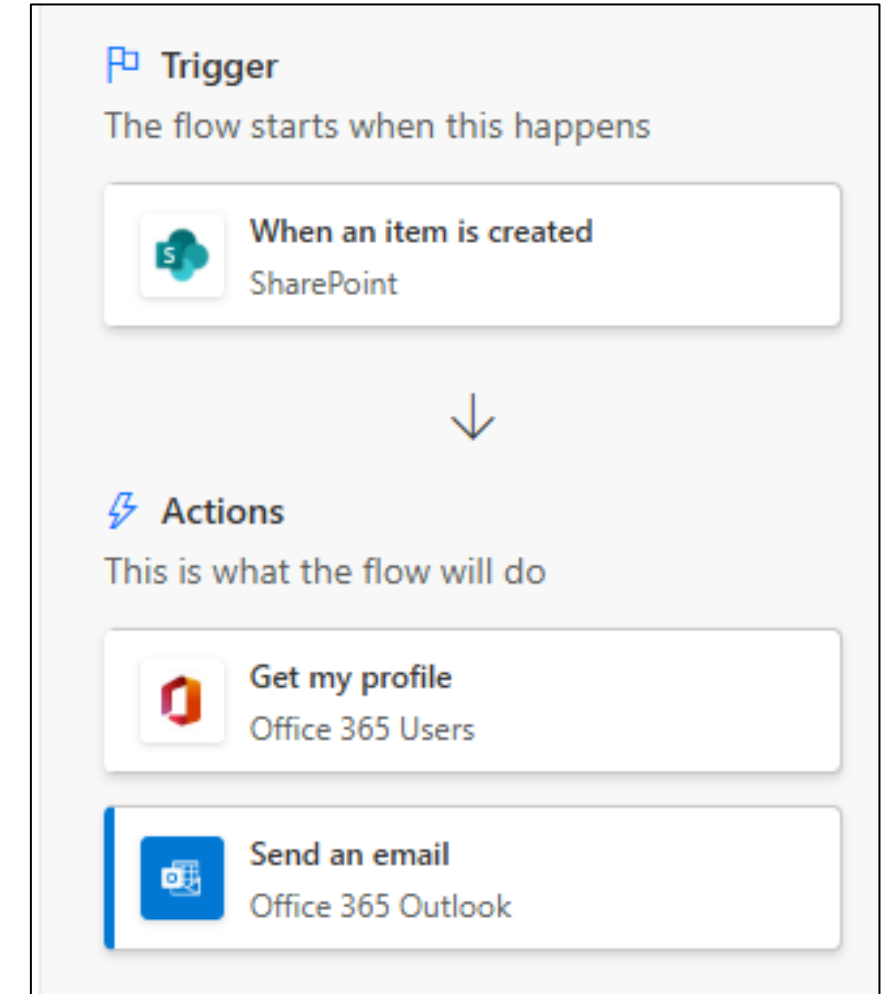 Trigger
The flow starts when this happens
When an item is created
S
SharePoint
Actions
This is what the flow will do
Get my profile
Office 365 Users
Send an email
Office 365 Outlook